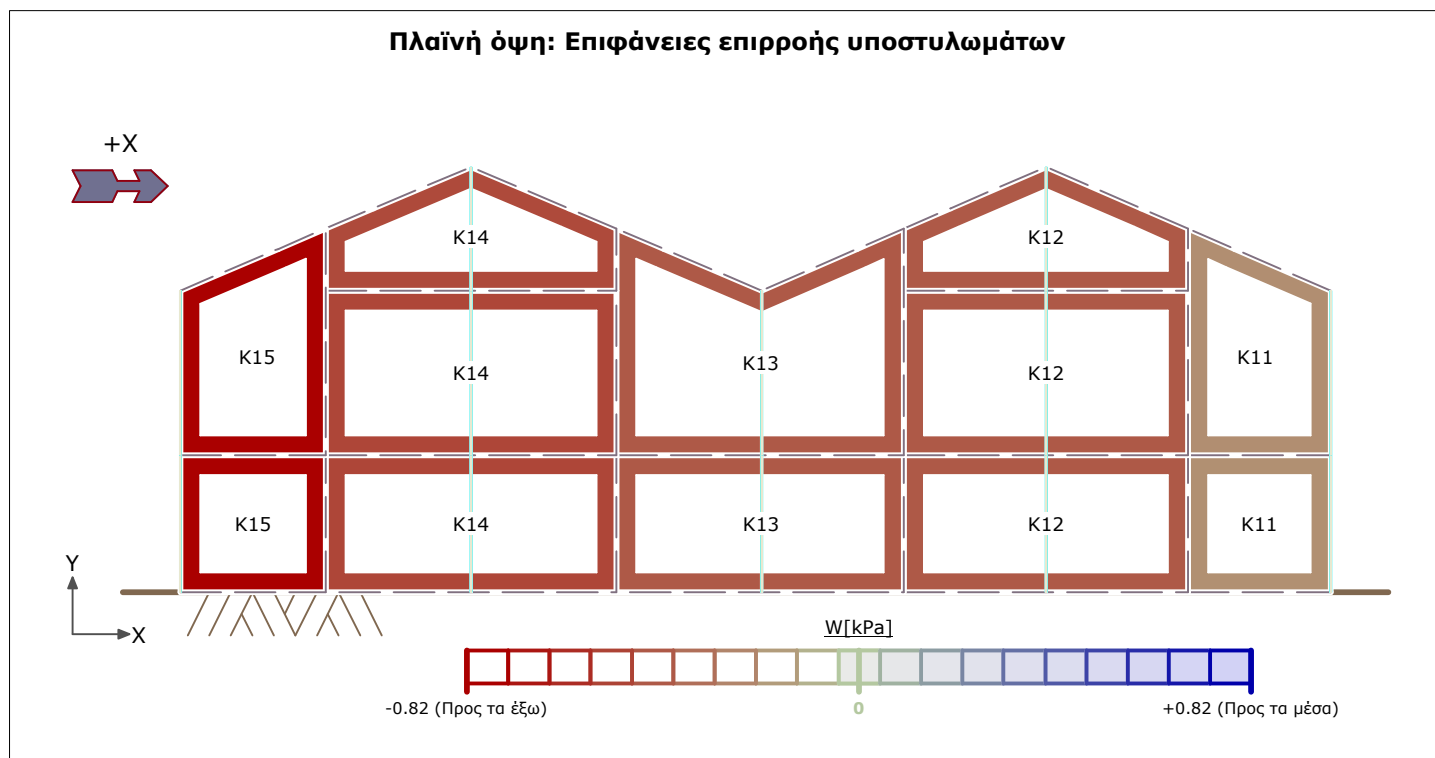 Πλαϊνή όψη: Επιφάνειες επιρροής υποστυλωμάτων
+X
K14
K12
K15
K14
K13
K12
K11
K15
K14
K13
K12
K11
Y
X
W[kPa]
-0.82 (Προς τα έξω)
0
+0.82 (Προς τα μέσα)